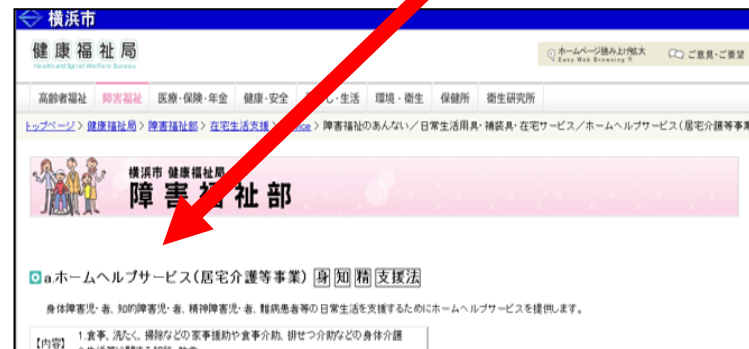 横浜市
健康福祉局
Health and Social Welfare Bureau
ホームページ読み上げ/拡大
Easy Web Browsing
ご意見・ご要望
高齢者福祉 障害福祉 医療・保険・年金 健康・安全 し・生活 環境・衛生 保健所 衛生研究所
トップページ > 健康福祉局 > 障害福祉部 > 在宅生活支援 > > 障害福祉のあんない／日常生活用具・補装具・在宅サービス／ホームヘルプサービス（居宅介護等事業
横浜市 健康福祉局
障害福祉部
a.ホームヘルプサービス（居宅介護等事業） 身 知 精 支援法
身体障害児・者、知的障害児・者、精神障害児・者、難病患者等の日常生活を支援するためにホームヘルプサービスを提供します。
【内容】 1.食事、洗たく、掃除などの家事援助や食事介助、排せつ介助などの身体介護